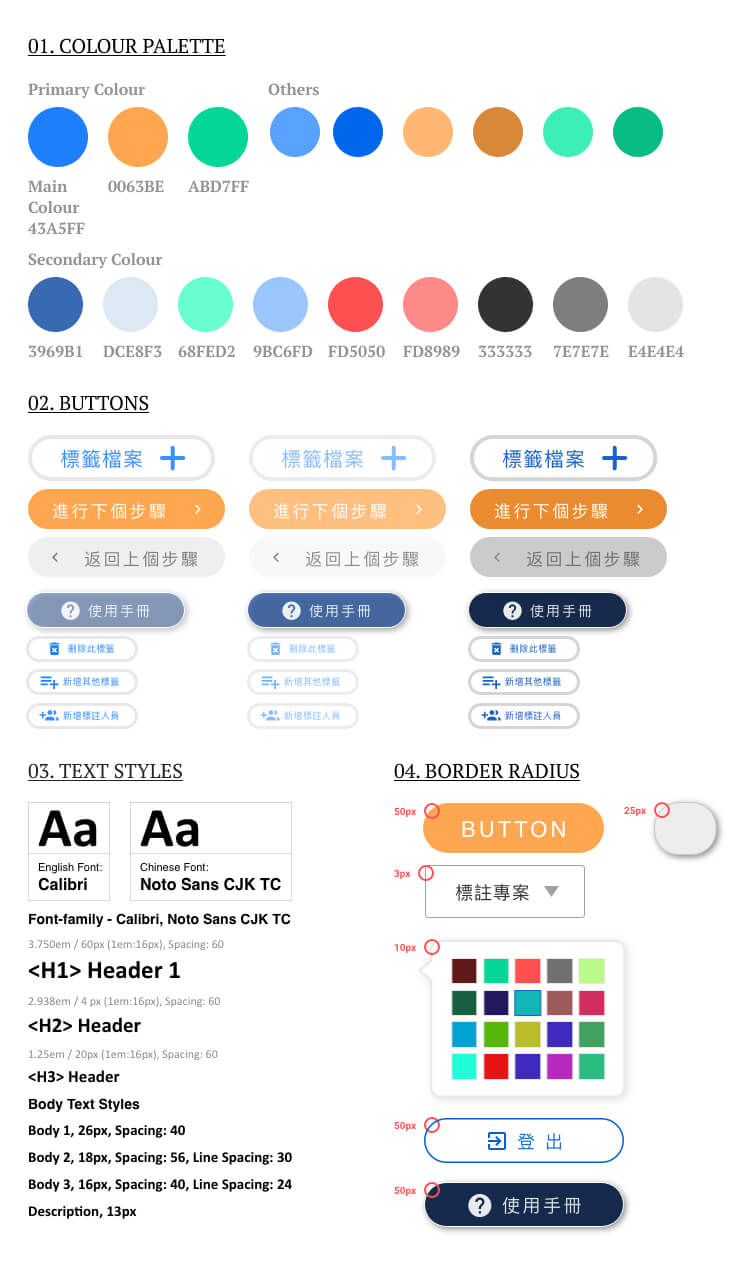 01. COLOUR PALETTE
Primary Colour
Others
Main
Colour
43A5FF
0063BE
ABD7FF
Secondary Colour
3969B1
DCE8F3
68FED2
9BC6FD
FD5050
FD8989
333333
7E7E7E
E4E4E4
02. BUTTONS
標籤檔案
標籤檔案
標籤檔案
進行下個步驟 >
進行下個步驟 >
進行下個步驟 >
< 返回上個步驟
< 返回上個步驟
< 返回上個步驟
? 使用手冊
? 使用手冊
? 使用手冊
刪除此標籤
刪除此標籤
刪除此標籤
新增其他標籤
新增其他標籤
新增其他標籤
新增標註人員
新增標註人員
新增標註人員
03. TEXT STYLES
Aa
English Font:
Calibri
Aa
Chinese Font:
Noto Sans CJK TC
Font-family - Calibri, Noto Sans CJK TC
3.750em / 60px (1em:16px), Spacing: 60
<H1> Header 1
2.938em / 4 px (1em:16px), Spacing: 60
<H2> Header
1.25em / 20px (1em:16px), Spacing: 60
<H3> Header
Body Text Styles
Body 1, 26px, Spacing: 40
Body 2, 18px, Spacing: 56, Line Spacing: 30
Body 3, 16px, Spacing: 40, Line Spacing: 24
Description, 13px
04. BORDER RADIUS
50px
BUTTON
25px
3px
標註專案
10px
50px
登出
50px
? 使用手冊